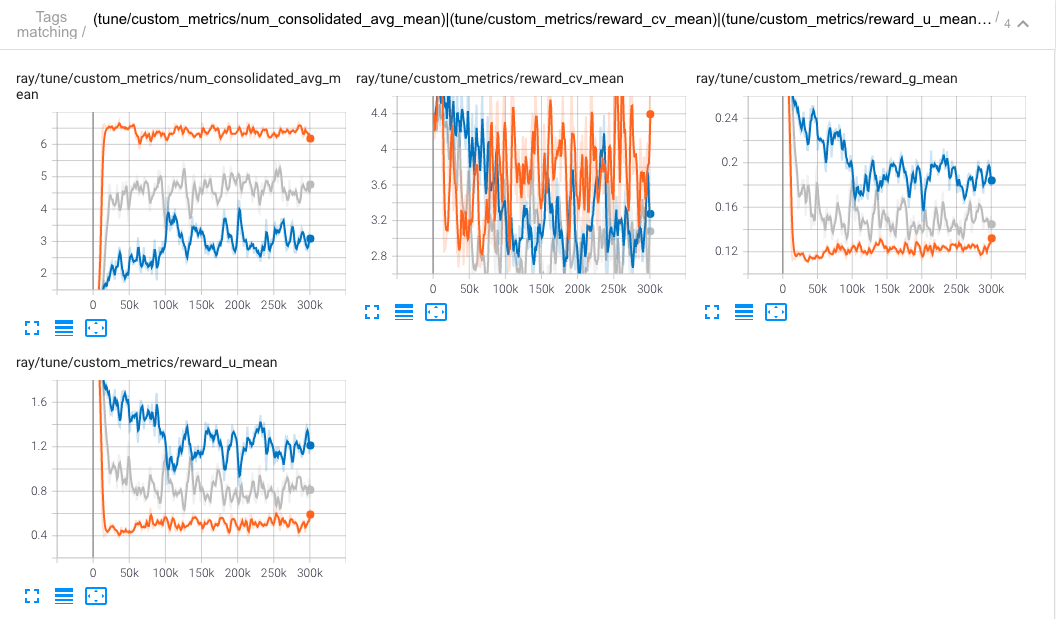 Tags matching / (tune/custom_metrics/num_consolidated_avg_mean)|(tune/custom_metrics/reward_cv_mean)|(tune/custom_metrics/reward_u_mean... / 4
ray/tune/custom_metrics/num_consolidated_avg_m
ean
6
5
4
3
2
0 50k 100k 150k 200k 250k 300k
ray/tune/custom_metrics/reward_cv_mean
4.4
4
3.6
3.2
2.8
0 50k 100k 150k 200k 250k 300k
ray/tune/custom_metrics/reward_g_mean
0.24
0.2
0.16
0.12
0 50k 100k 150k 200k 250k 300k
ray/tune/custom_metrics/reward_u_mean
1.6
1.2
0.8
0.4
0 50k 100k 150k 200k 250k 300k